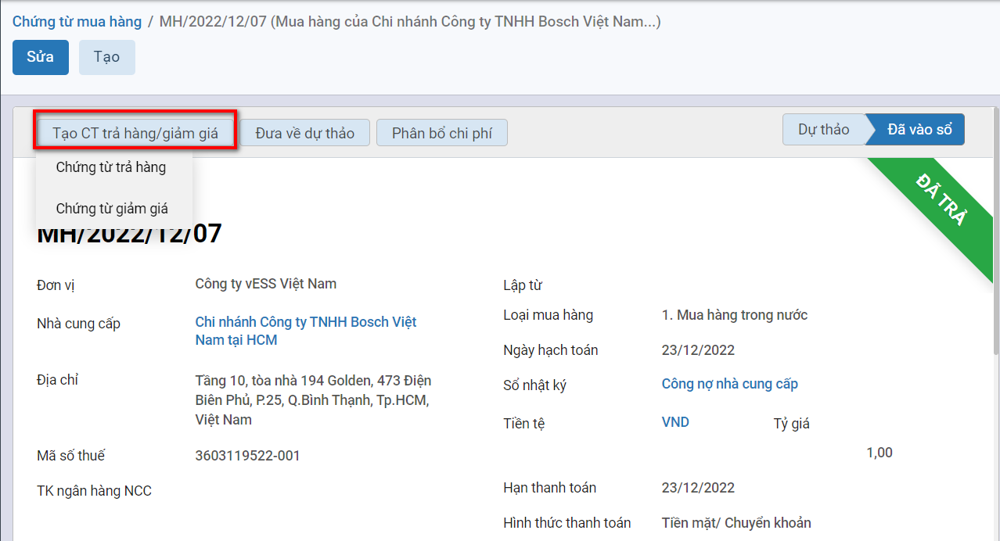 Chứng từ mua hàng / MH/2022/12/07 (Mua hàng của Chi nhánh Công ty TNHH Bosch Việt Nam...)
Sửa Tạo
Tạo CT trả hàng/giảm giá Đưa về dự thảo Phân bổ chi phí Dự thảo Đã vào sổ
Chứng từ trả hàng
Chứng từ giảm giá
ĐÃ TRẢ
MH/2022/12/07
Đơn vị Công ty vESS Việt Nam
Nhà cung cấp Chi nhánh Công ty TNHH Bosch Việt
Nam tại HCM
Địa chỉ Tầng 10, tòa nhà 194 Golden, 473 Điện
Biên Phủ, P.25, Q.Bình Thạnh, Tp.HCM,
Việt Nam
Mã số thuế 3603119522-001
TK ngân hàng NCC
Lập từ
Loại mua hàng 1. Mua hàng trong nước
Ngày hạch toán 23/12/2022
Sổ nhật ký Công nợ nhà cung cấp
Tiền tệ VND Tỷ giá
1,00
Hạn thanh toán 23/12/2022
Hình thức thanh toán Tiền mặt/ Chuyển khoản